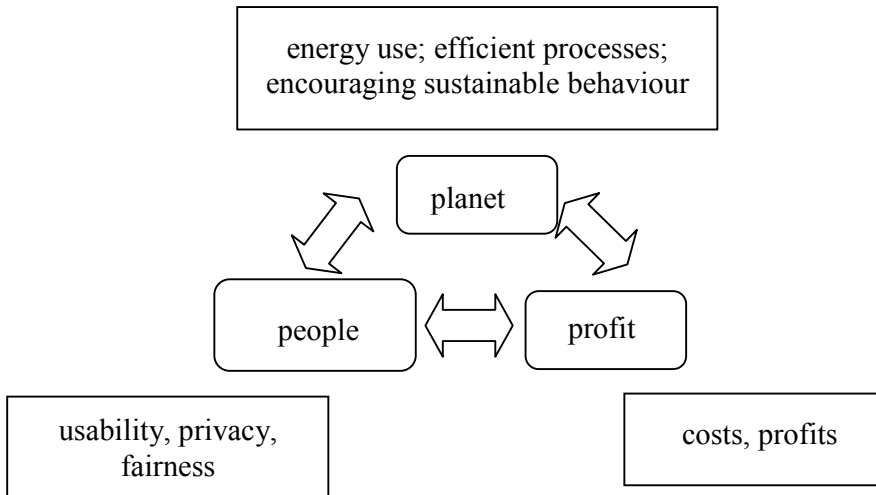 energy use; efficient processes;
encouraging sustainable behaviour
planet
people
profit
usability, privacy,
fairness
costs, profits